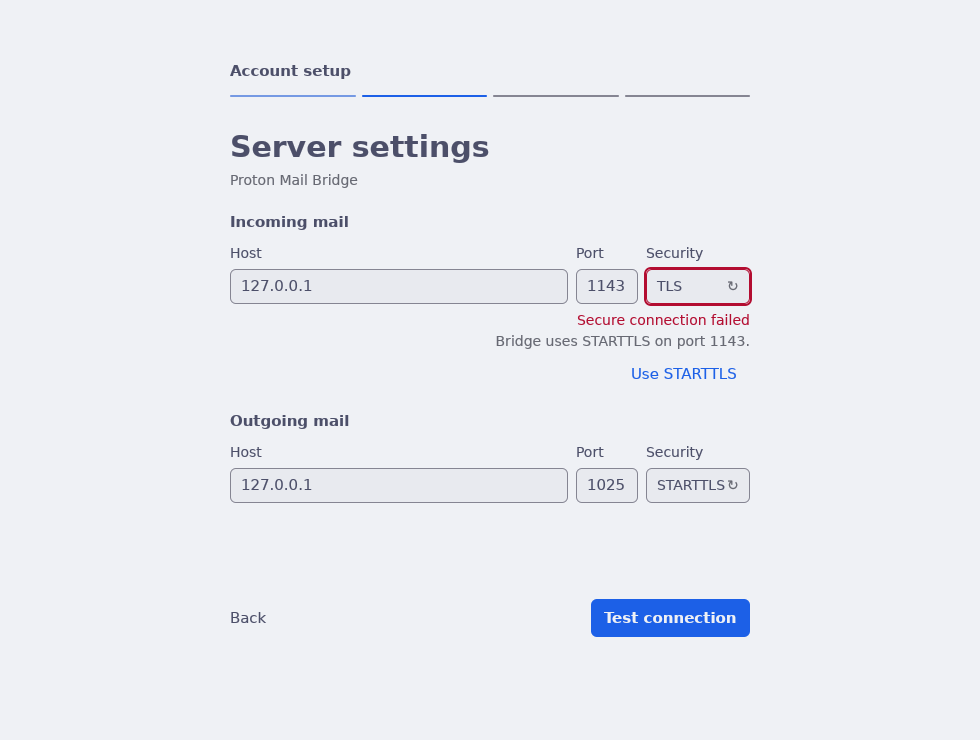 Account setup
Server settings
Proton Mail Bridge
Incoming mail
Host Port Security
127.0.0.1 1143 TLS ↻
Secure connection failed
Bridge uses STARTTLS on port 1143.
Use STARTTLS
Outgoing mail
Host Port Security
127.0.0.1 1025 STARTTLS ↻
Back Test connection